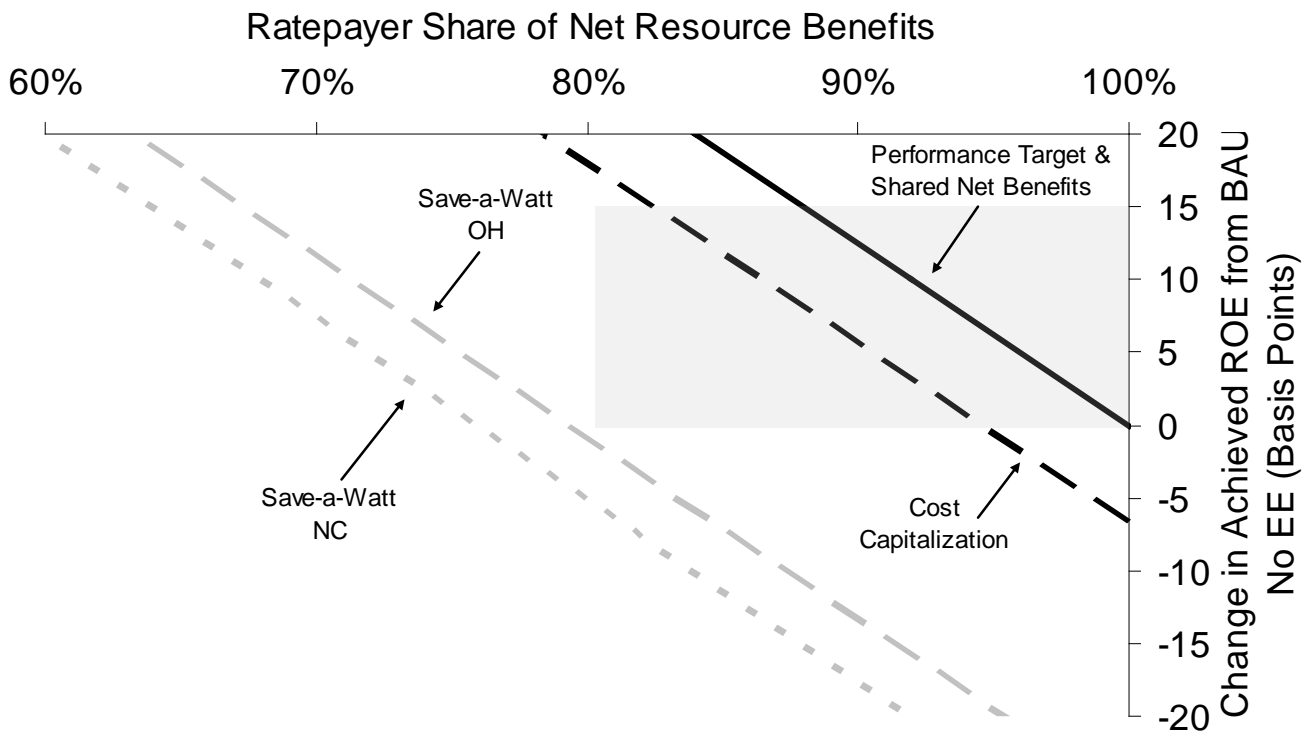 Ratepayer Share of Net Resource Benefits
60% 70% 80% 90% 100%
20
15
10
5
0
-5
-10
-15
-20
Change in Achieved ROE from BAU
No EE (Basis Points)
Performance Target &
Shared Net Benefits
Save-a-Watt
OH
Save-a-Watt
NC
Cost
Capitalization